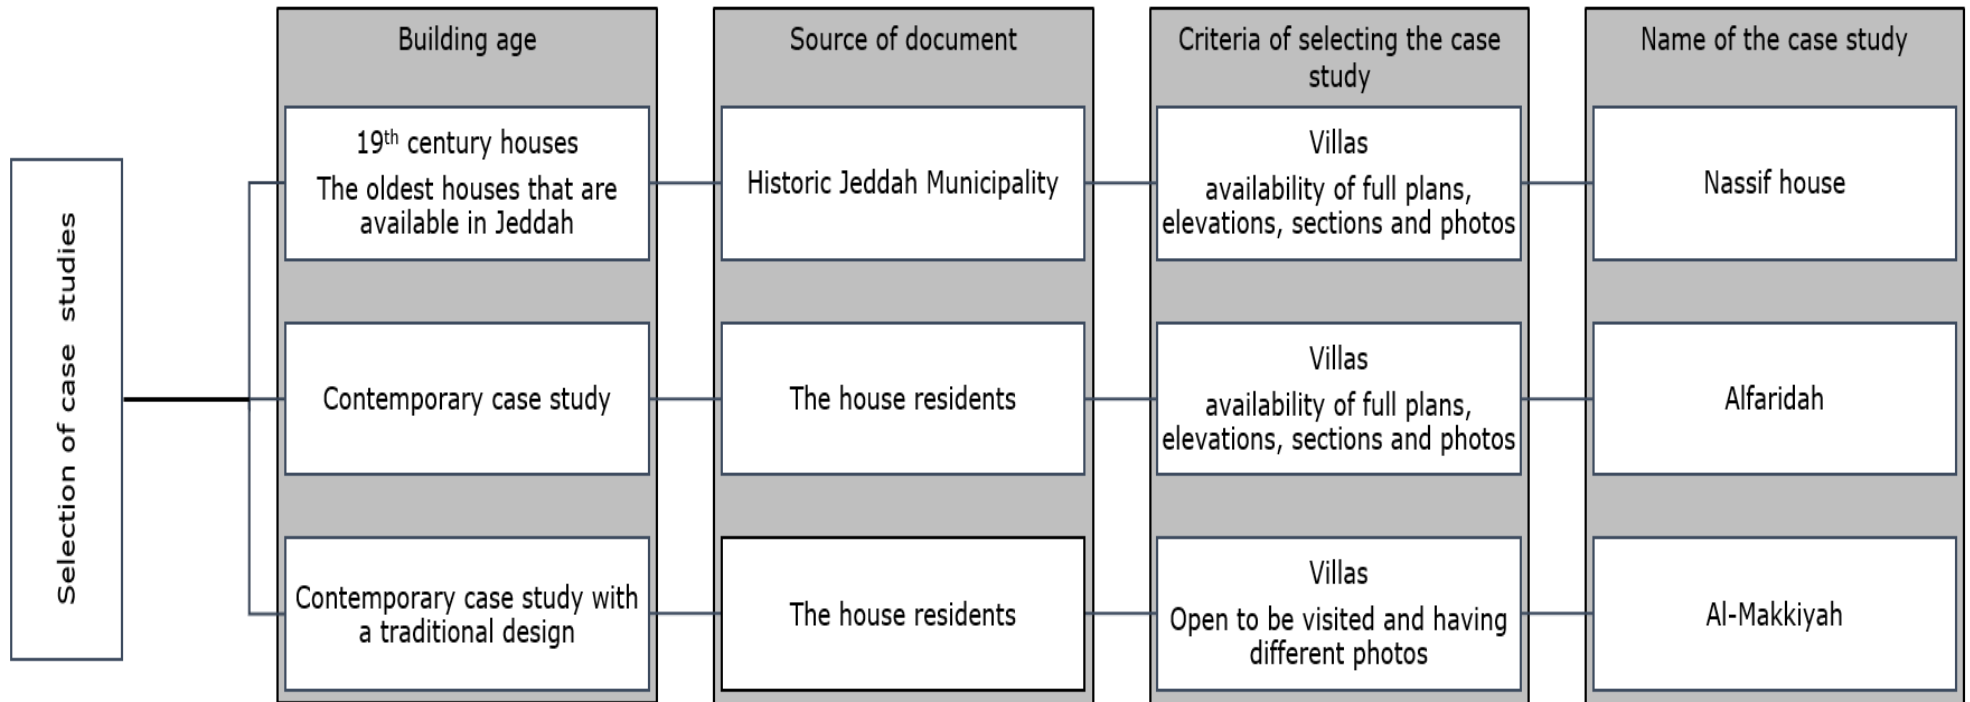 Selection of case studies
Building age
19th century houses
The oldest houses that are
available in Jeddah
Contemporary case study
Contemporary case study with
a traditional design
Source of document
Historic Jeddah Municipality
The house residents
The house residents
Criteria of selecting the case
study
Villas
availability of full plans,
elevations, sections and photos
Villas
availability of full plans,
elevations, sections and photos
Villas
Open to be visited and having
different photos
Name of the case study
Nassif house
Alfaridah
Al-Makkiyah